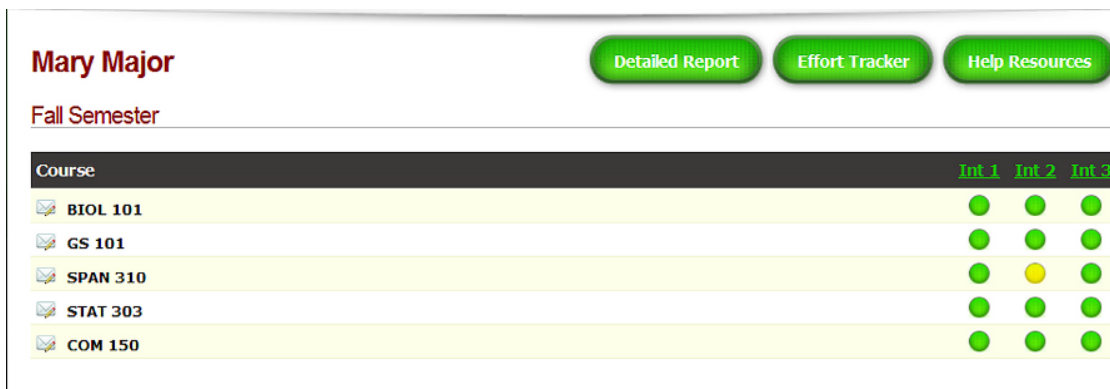 Mary Major
Detailed Report
Effort Tracker
Help Resources
Fall Semester
Course Int 1 Int 2 Int 3
BIOL 101
GS 101
SPAN 310
STAT 303
COM 150